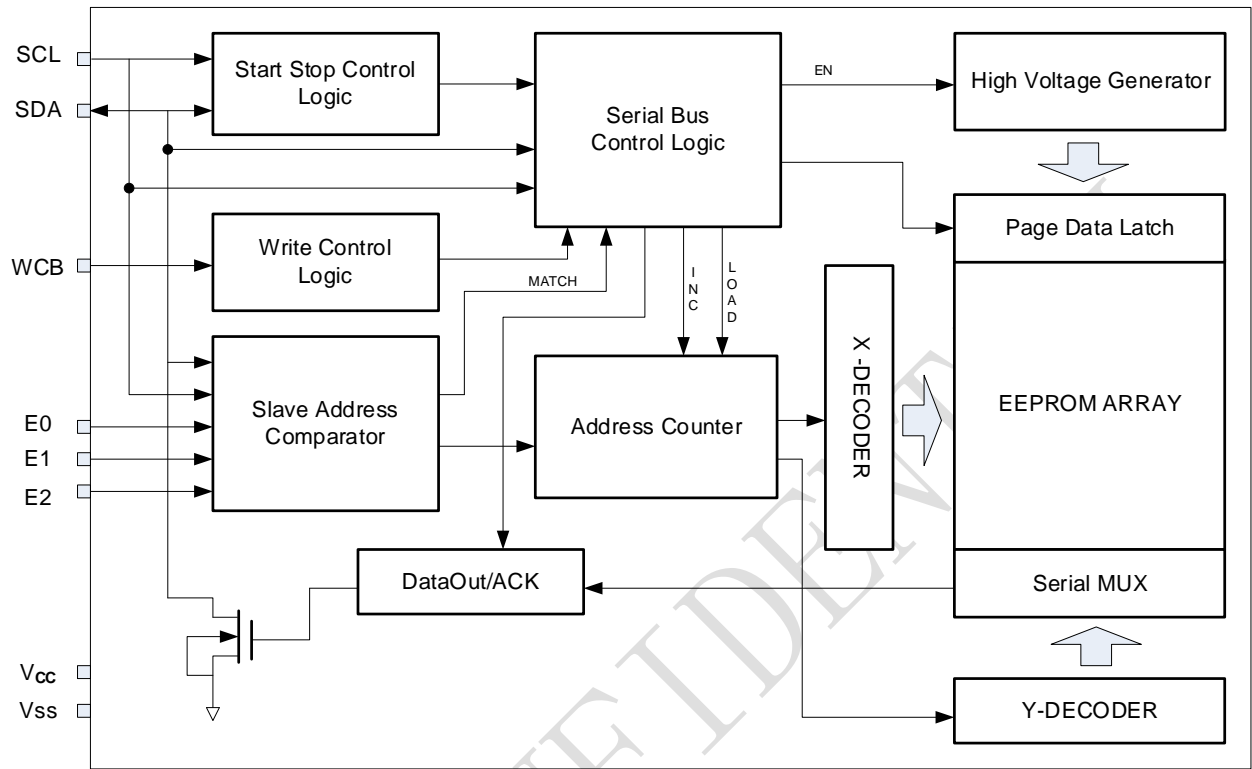 SCL
SDA
WCB
E0
E1
E2
Vcc
Vss
Start Stop Control
Logic
Write Control
Logic
Slave Address
Comparator
Serial Bus
Control Logic
MATCH
INC
LOAD
EN
Address Counter
DataOut/ACK
X-DECODER
High Voltage Generator
Page Data Latch
EEPROM ARRAY
Serial MUX
Y-DECODER